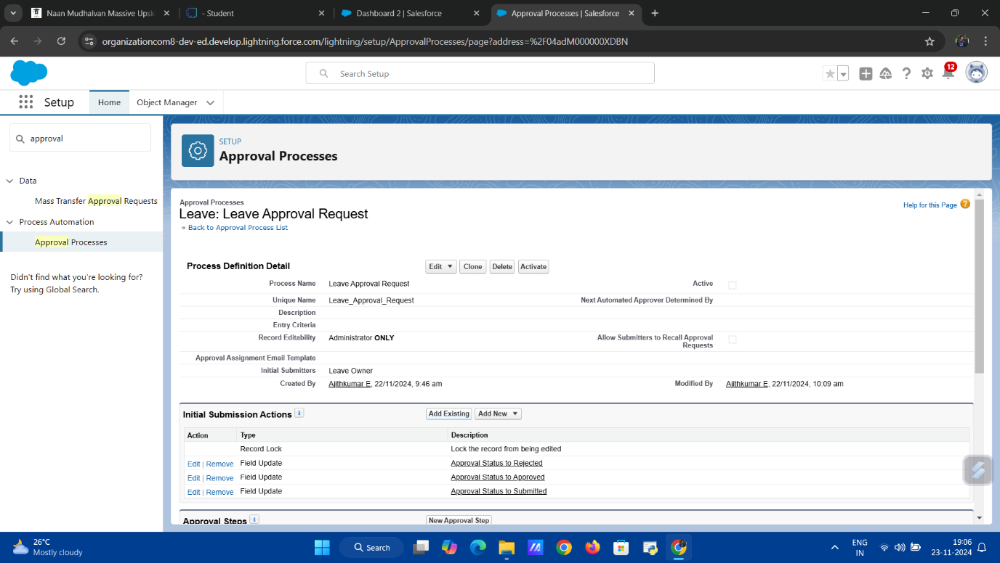 Naan Mudhalvan Massive Upsk
- Student
Dashboard 2 | Salesforce
Approval Processes | Salesforce
organizationcom8-dev-ed.develop.lightning.force.com/lightning/setup/ApprovalProcesses/page?address=%2F04adM000000XDBN
Search Setup
12
Setup
Home
Object Manager
approval
Data
Mass Transfer Approval Requests
Process Automation
Approval Processes
Didn't find what you're looking for?
Try using Global Search.
SETUP
Approval Processes
Approval Processes
Leave: Leave Approval Request
« Back to Approval Process List
Help for this Page ?
Process Definition Detail
Edit ▼
Clone
Delete
Activate
Process Name Leave Approval Request Active
Unique Name Leave_Approval_Request Next Automated Approver Determined By
Description
Entry Criteria
Record Editability Administrator ONLY Allow Submitters to Recall Approval
Requests
Approval Assignment Email Template
Initial Submitters Leave Owner
Created By Ajithkumar E, 22/11/2024, 9:46 am Modified By Ajithkumar E, 22/11/2024, 10:09 am
Initial Submission Actions i Add Existing Add New ▼
Action Type Description
Record Lock Lock the record from being edited
Edit | Remove Field Update Approval Status to Rejected
Edit | Remove Field Update Approval Status to Approved
Edit | Remove Field Update Approval Status to Submitted
Approval Steps i New Approval Step
26°C
Mostly cloudy
Search
ENG
IN
19:06
23-11-2024